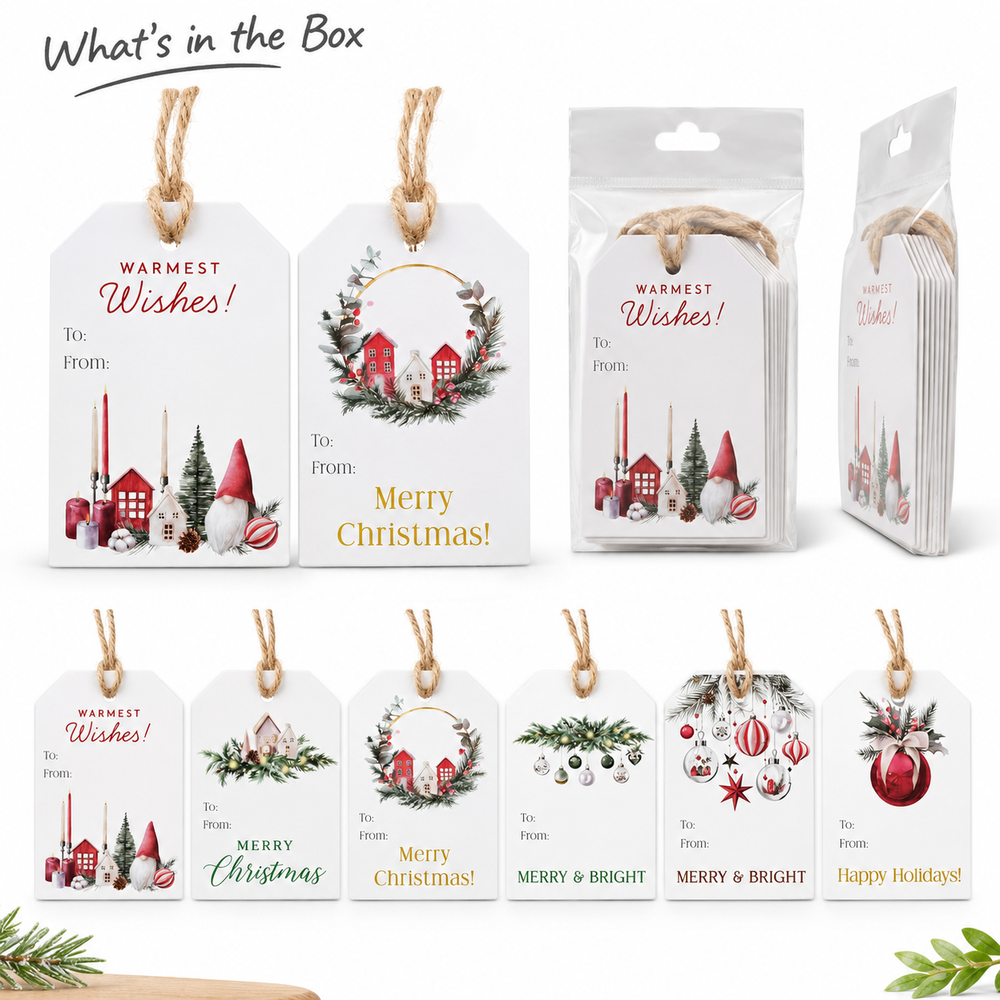 What's in the Box
WARMEST
Wishes!
To:
From:
To:
From:
Merry
Christmas!
WARMEST
Wishes!
To:
From:
WARMEST
Wishes!
WARMEST
Wishes!
To:
From:
To:
From:
MERRY
Christmas
To:
From:
Merry
Christmas!
To:
From:
MERRY & BRIGHT
To:
From:
MERRY & BRIGHT
To:
From:
Happy Holidays!